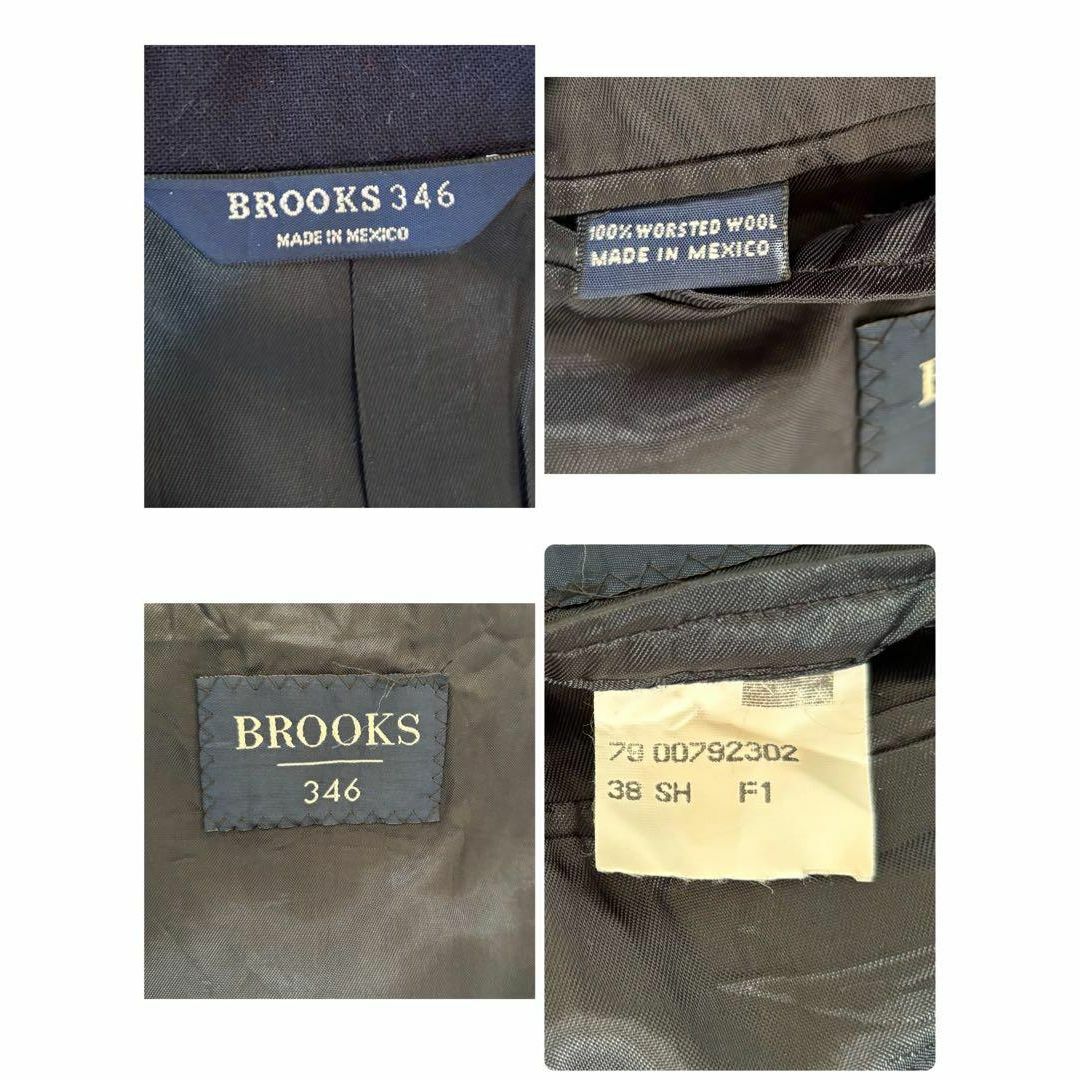 BROOKS 346
MADE IN MEXICO
100% WORSTED WOOL
MADE IN MEXICO
BROOKS
346
79 00792302
38 SH F1